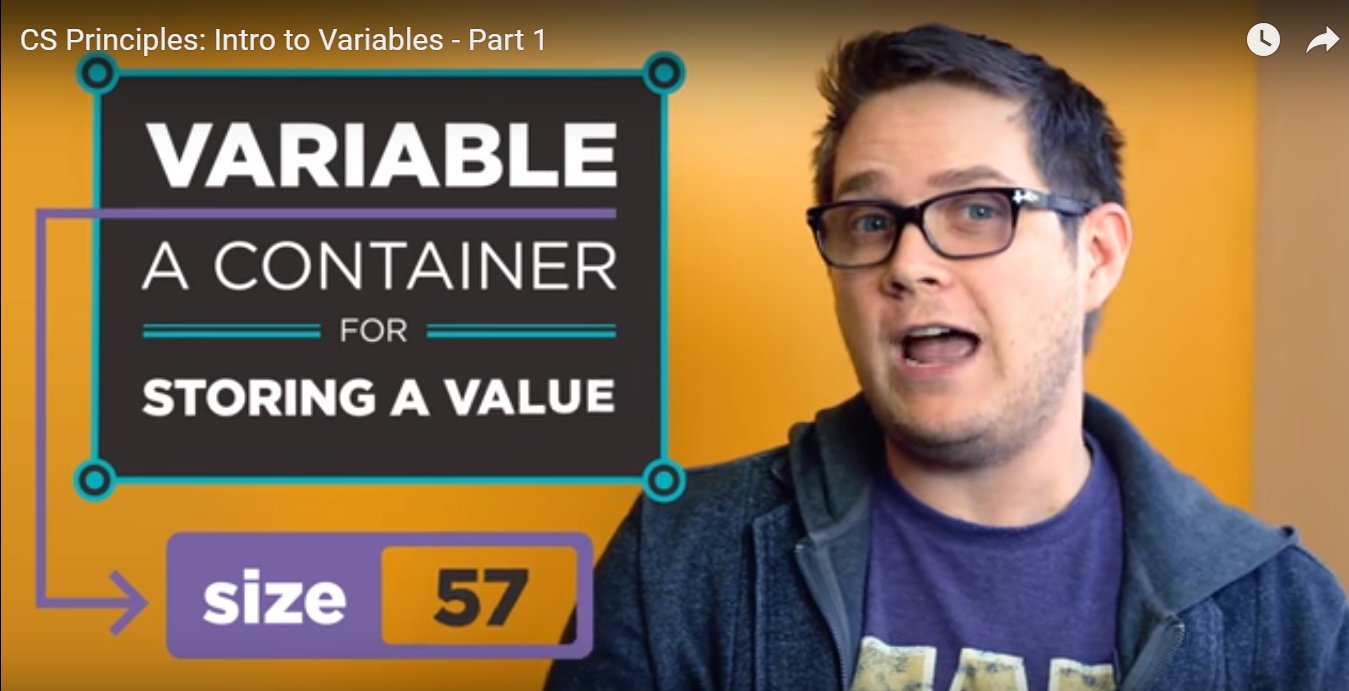 CS Principles: Intro to Variables - Part 1
VARIABLE
A CONTAINER
FOR
STORING A VALUE
size 57